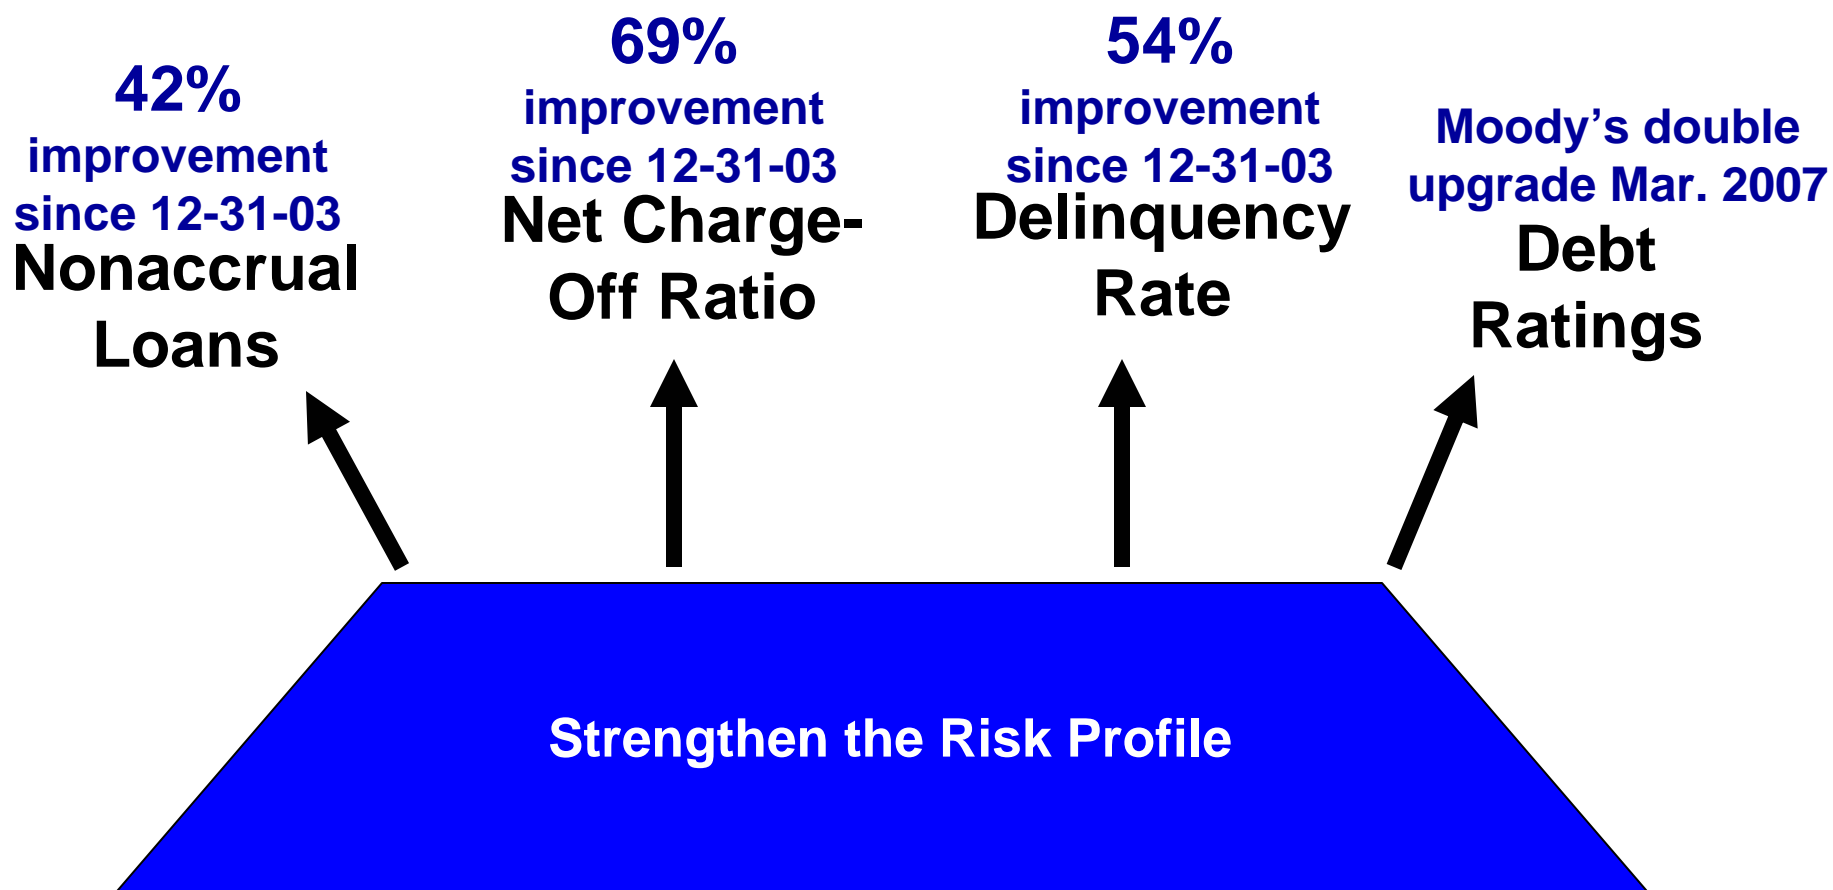 42%
improvement
since 12-31-03
Nonaccrual
Loans
69%
improvement
since 12-31-03
Net Charge-
Off Ratio
54%
improvement
since 12-31-03
Delinquency
Rate
Moody’s double
upgrade Mar. 2007
Debt
Ratings
Strengthen the Risk Profile